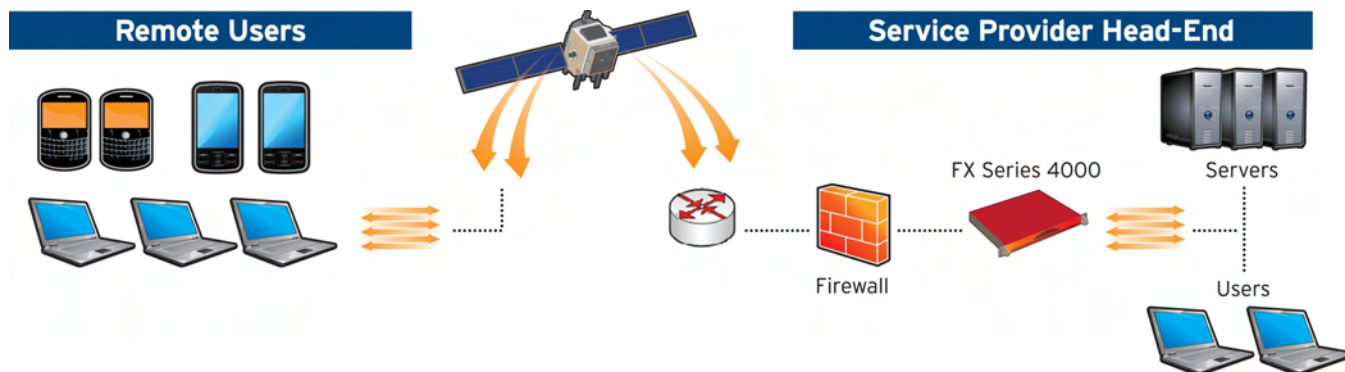 Remote Users
Service Provider Head-End
FX Series 4000
Servers
Firewall
Users